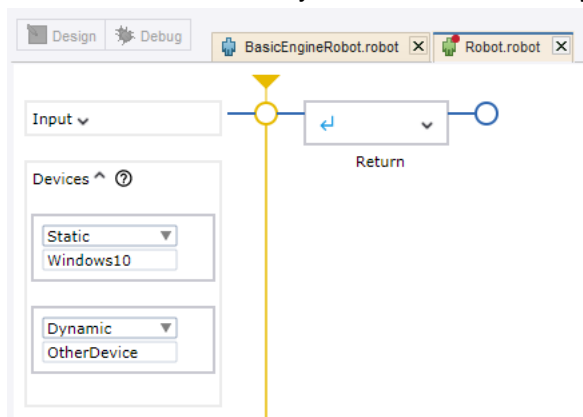 Design Debug BasicEngineRobot.robot Robot.robot
Input
Return
Devices
Static
Windows10
Dynamic
OtherDevice